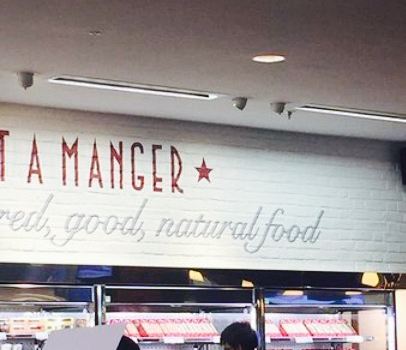 T A MANGER
red, good, natural food